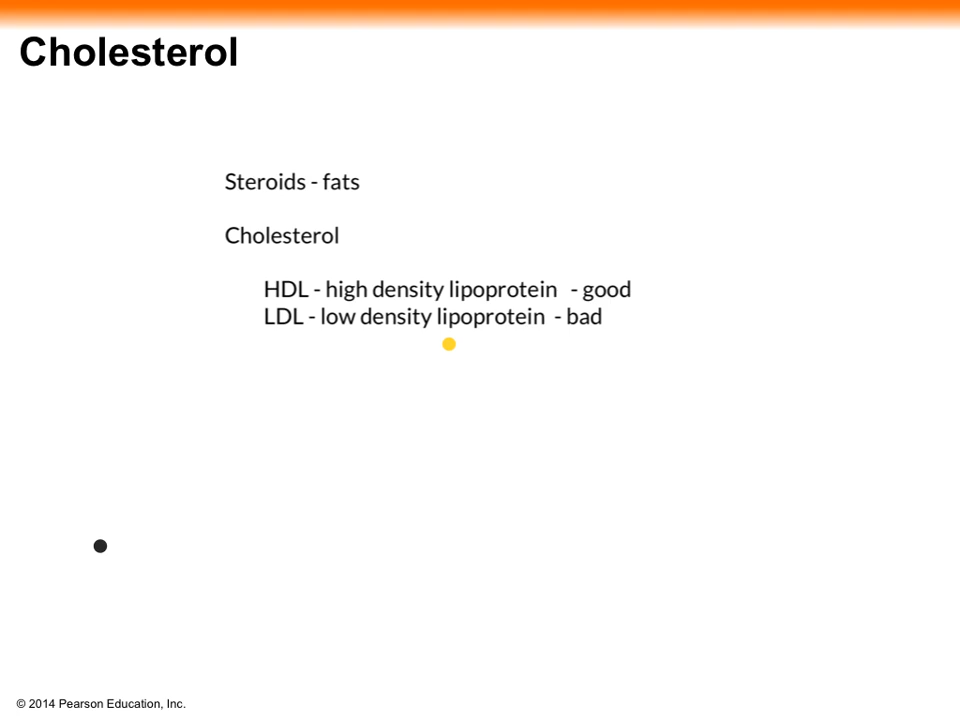 Cholesterol
Steroids - fats
Cholesterol
HDL - high density lipoprotein - good
LDL - low density lipoprotein - bad
© 2014 Pearson Education, Inc.